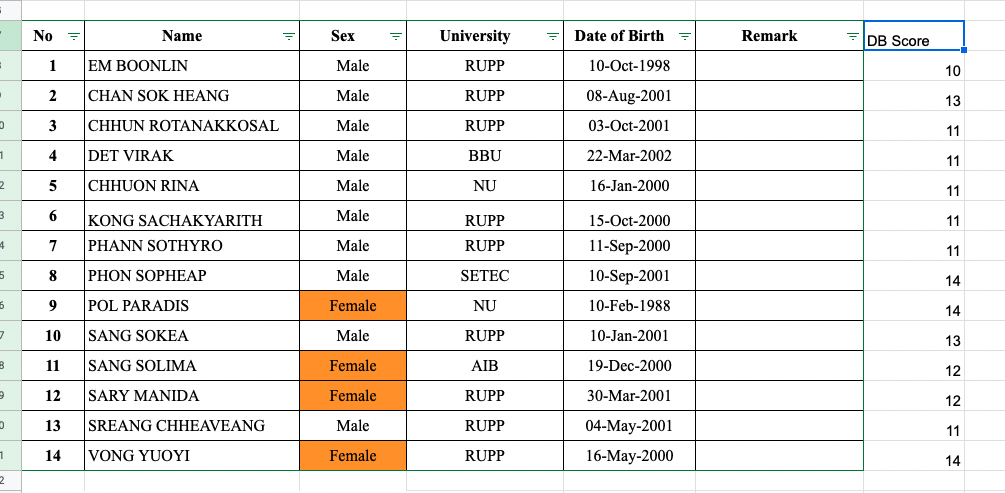 No Name Sex University Date of Birth Remark DB Score
1 EM BOONLIN Male RUPP 10-Oct-1998 10
2 CHAN SOK HEANG Male RUPP 08-Aug-2001 13
3 CHHUN ROTANAKKOSAL Male RUPP 03-Oct-2001 11
4 DET VIRAK Male BBU 22-Mar-2002 11
5 CHHUON RINA Male NU 16-Jan-2000 11
6 KONG SACHAKYARITH Male RUPP 15-Oct-2000 11
7 PHANN SOTHYRO Male RUPP 11-Sep-2000 11
8 PHON SOPHEAP Male SETEC 10-Sep-2001 14
9 POL PARADIS Female NU 10-Feb-1988 14
10 SANG SOKEA Male RUPP 10-Jan-2001 13
11 SANG SOLIMA Female AIB 19-Dec-2000 12
12 SARY MANIDA Female RUPP 30-Mar-2001 12
13 SREANG CHHEAVEANG Male RUPP 04-May-2001 11
14 VONG YUOYI Female RUPP 16-May-2000 14